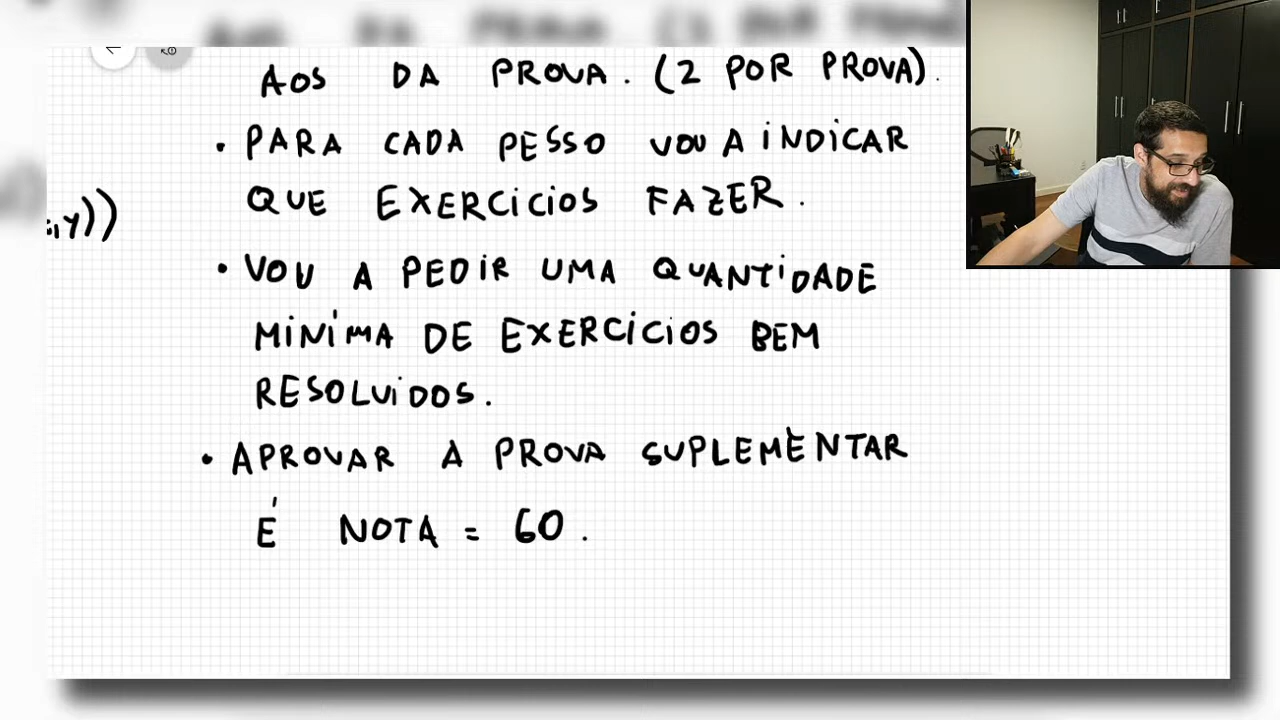 AOS DA PROVA. (2 POR PROVA).
• PARA CADA PESSO VOU A INDICAR
QUE EXERCICIOS FAZER.
,y))
• VOU A PEDIR UMA QUANTIDADE
MINIMA DE EXERCICIOS BEM
RESOLVIDOS.
• APROVAR A PROVA SUPLEMENTAR
É NOTA = 60.